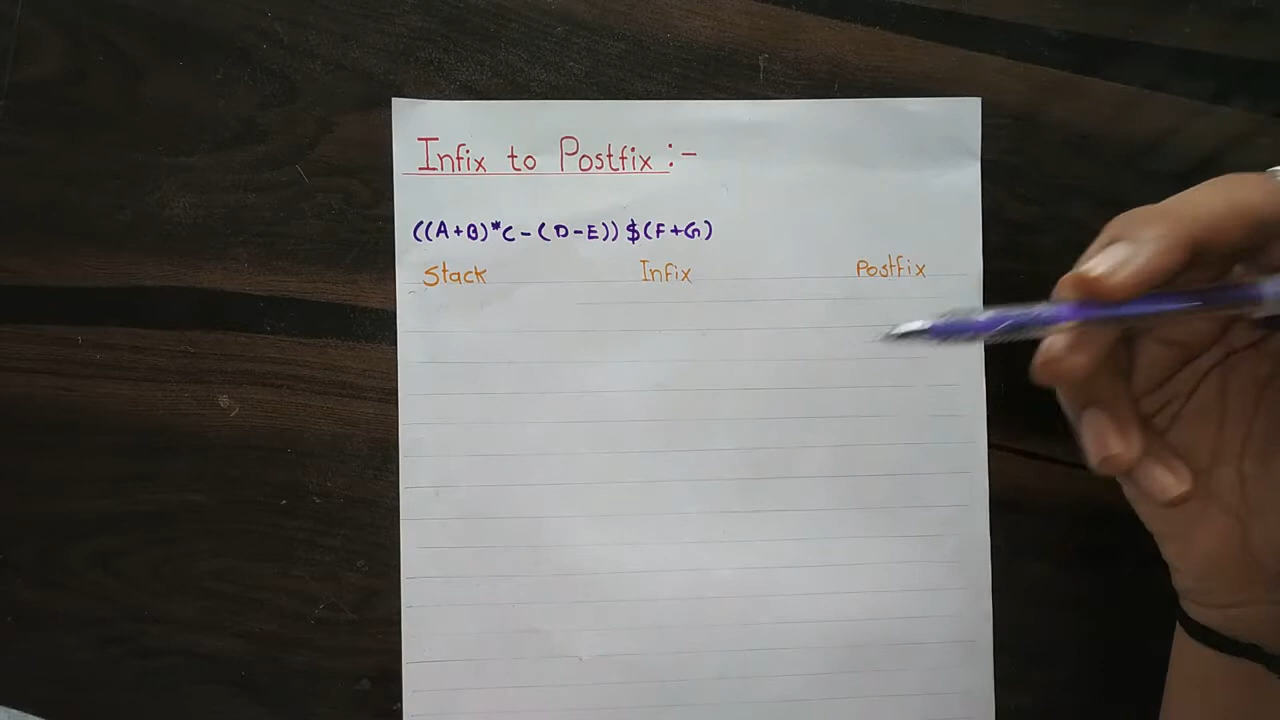 Infix to Postfix :-
((A+B)*C-(D-E))$(F+G)
Stack Infix Postfix